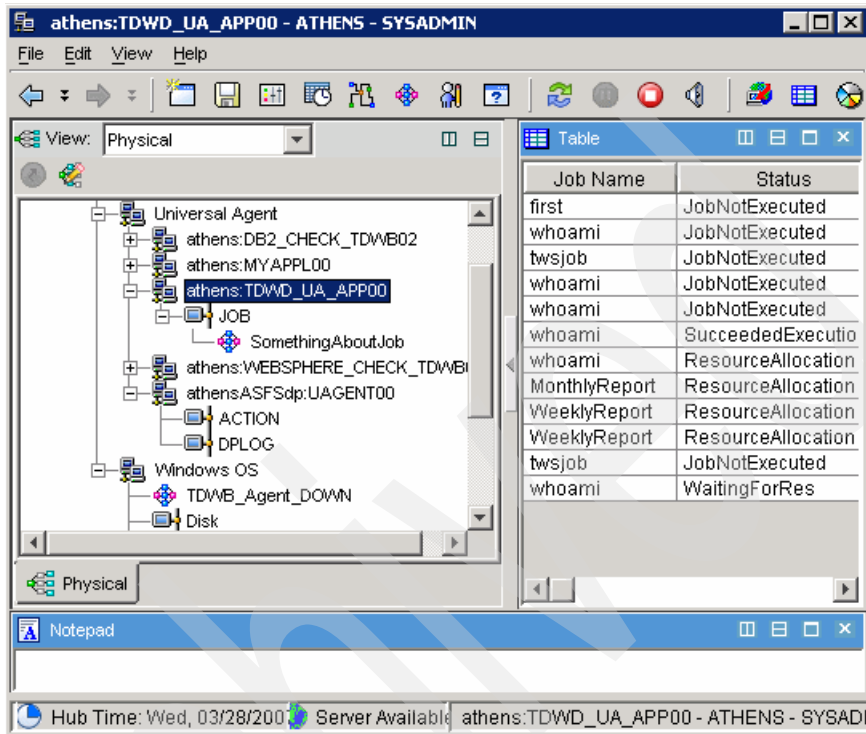 athens:TDWD_UA_APP00 - ATHENS - SYSADMIN
File Edit View Help
View: Physical
Universal Agent
athens:DB2_CHECK_TDWB02
athens:MYAPPL00
athens:TDWD_UA_APP00
JOB
SomethingAboutJob
athens:WEBSPHERE_CHECK_TDWB
athensASFSdp:UAGENT00
ACTION
DPLOG
Windows OS
TDWB_Agent_DOWN
Disk
Physical
Table
Job Name Status
first JobNotExecuted
whoami JobNotExecuted
twsjob JobNotExecuted
whoami JobNotExecuted
whoami JobNotExecuted
whoami SucceededExecutio
whoami ResourceAllocation
MonthlyReport ResourceAllocation
WeeklyReport ResourceAllocation
WeeklyReport ResourceAllocation
twsjob JobNotExecuted
whoami WaitingForRes
Notepad
Hub Time: Wed, 03/28/200 Server Available athens:TDWD_UA_APP00 - ATHENS - SYSAD